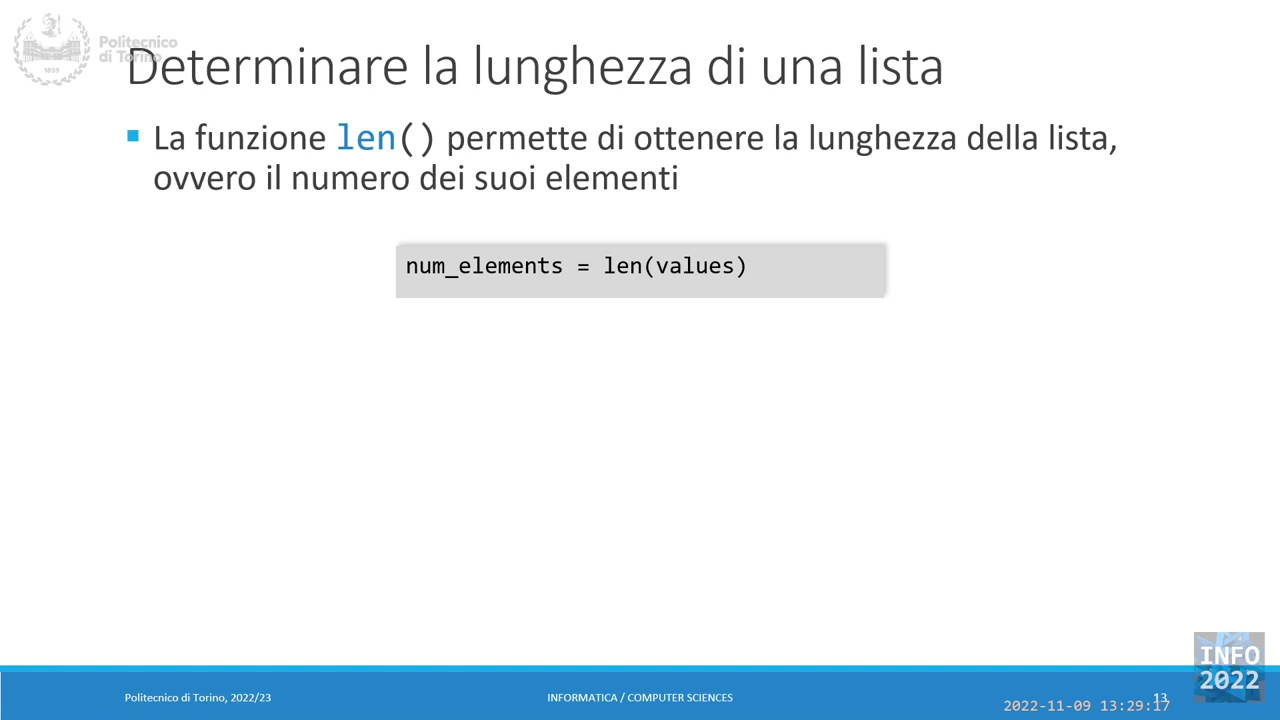 Politecnico
di Torino
1859
Determinare la lunghezza di una lista
La funzione len() permette di ottenere la lunghezza della lista,
ovvero il numero dei suoi elementi
num_elements = len(values)
INFO
2022
Politecnico di Torino, 2022/23
INFORMATICA / COMPUTER SCIENCES
13
2022-11-09 13:29:17